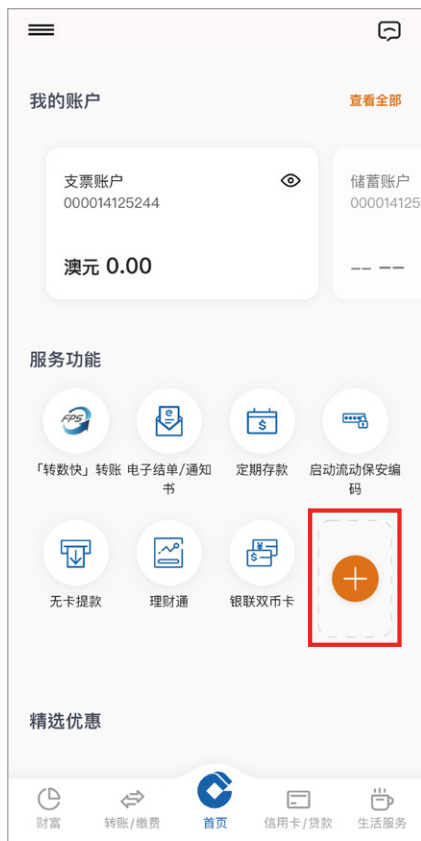 我的账户
查看全部
支票账户
000014125244
澳元 0.00
储蓄账户
000014125
-- --
服务功能
FPS
「转数快」转账
电子结单/通知
书
定期存款
启动流动保安编
码
无卡提款
理财通
银联双币卡
精选优惠
财富
转账/缴费
首页
信用卡/贷款
生活服务